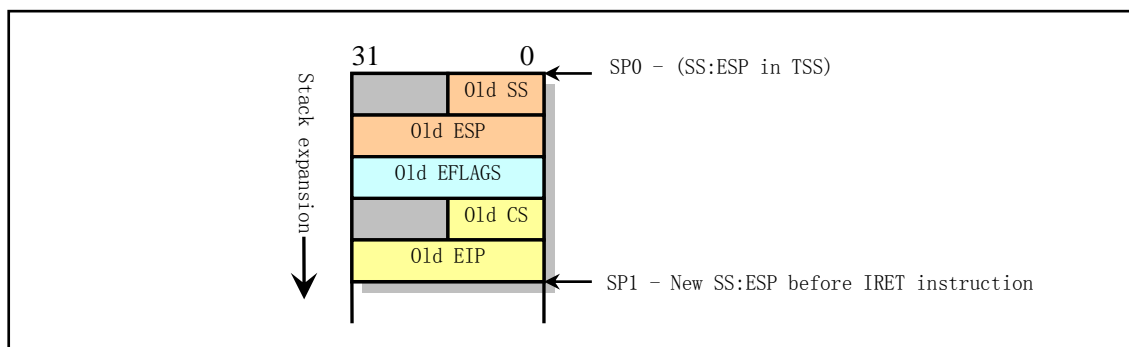 31 0
SP0 - (SS:ESP in TSS)
Stack expansion
Old SS
Old ESP
Old EFLAGS
Old CS
Old EIP
SP1 - New SS:ESP before IRET instruction